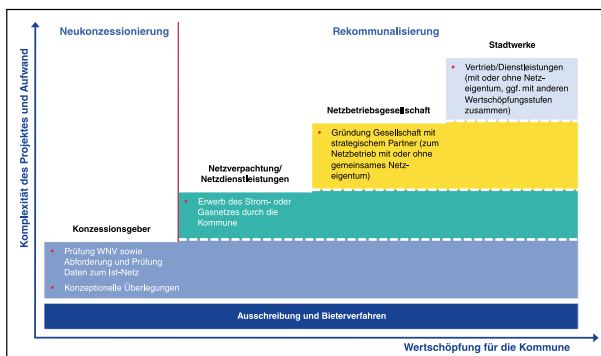 Neukonzessionierung
Rekommunalisierung
Stadtwerke
• Vertrieb/Dienstleistungen
(mit oder ohne Netz-
eigentum, ggf. mit anderen
Wertschöpfungsstufen
zusammen)
Netzbetriebsgesellschaft
• Gründung Gesellschaft mit
strategischem Partner (zum
Netzbetrieb mit oder ohne
gemeinsames Netz-
eigentum)
Netzverpachtung/
Netzdienstleistungen
• Erwerb des Strom- oder
Gasnetzes durch die
Kommune
Konzessionsgeber
• Prüfung WNV sowie
Abforderung und Prüfung
Daten zum Ist-Netz
• Konzeptionelle Überlegungen
Ausschreibung und Bieterverfahren
Komplexität des Projektes und Aufwand
Wertschöpfung für die Kommune